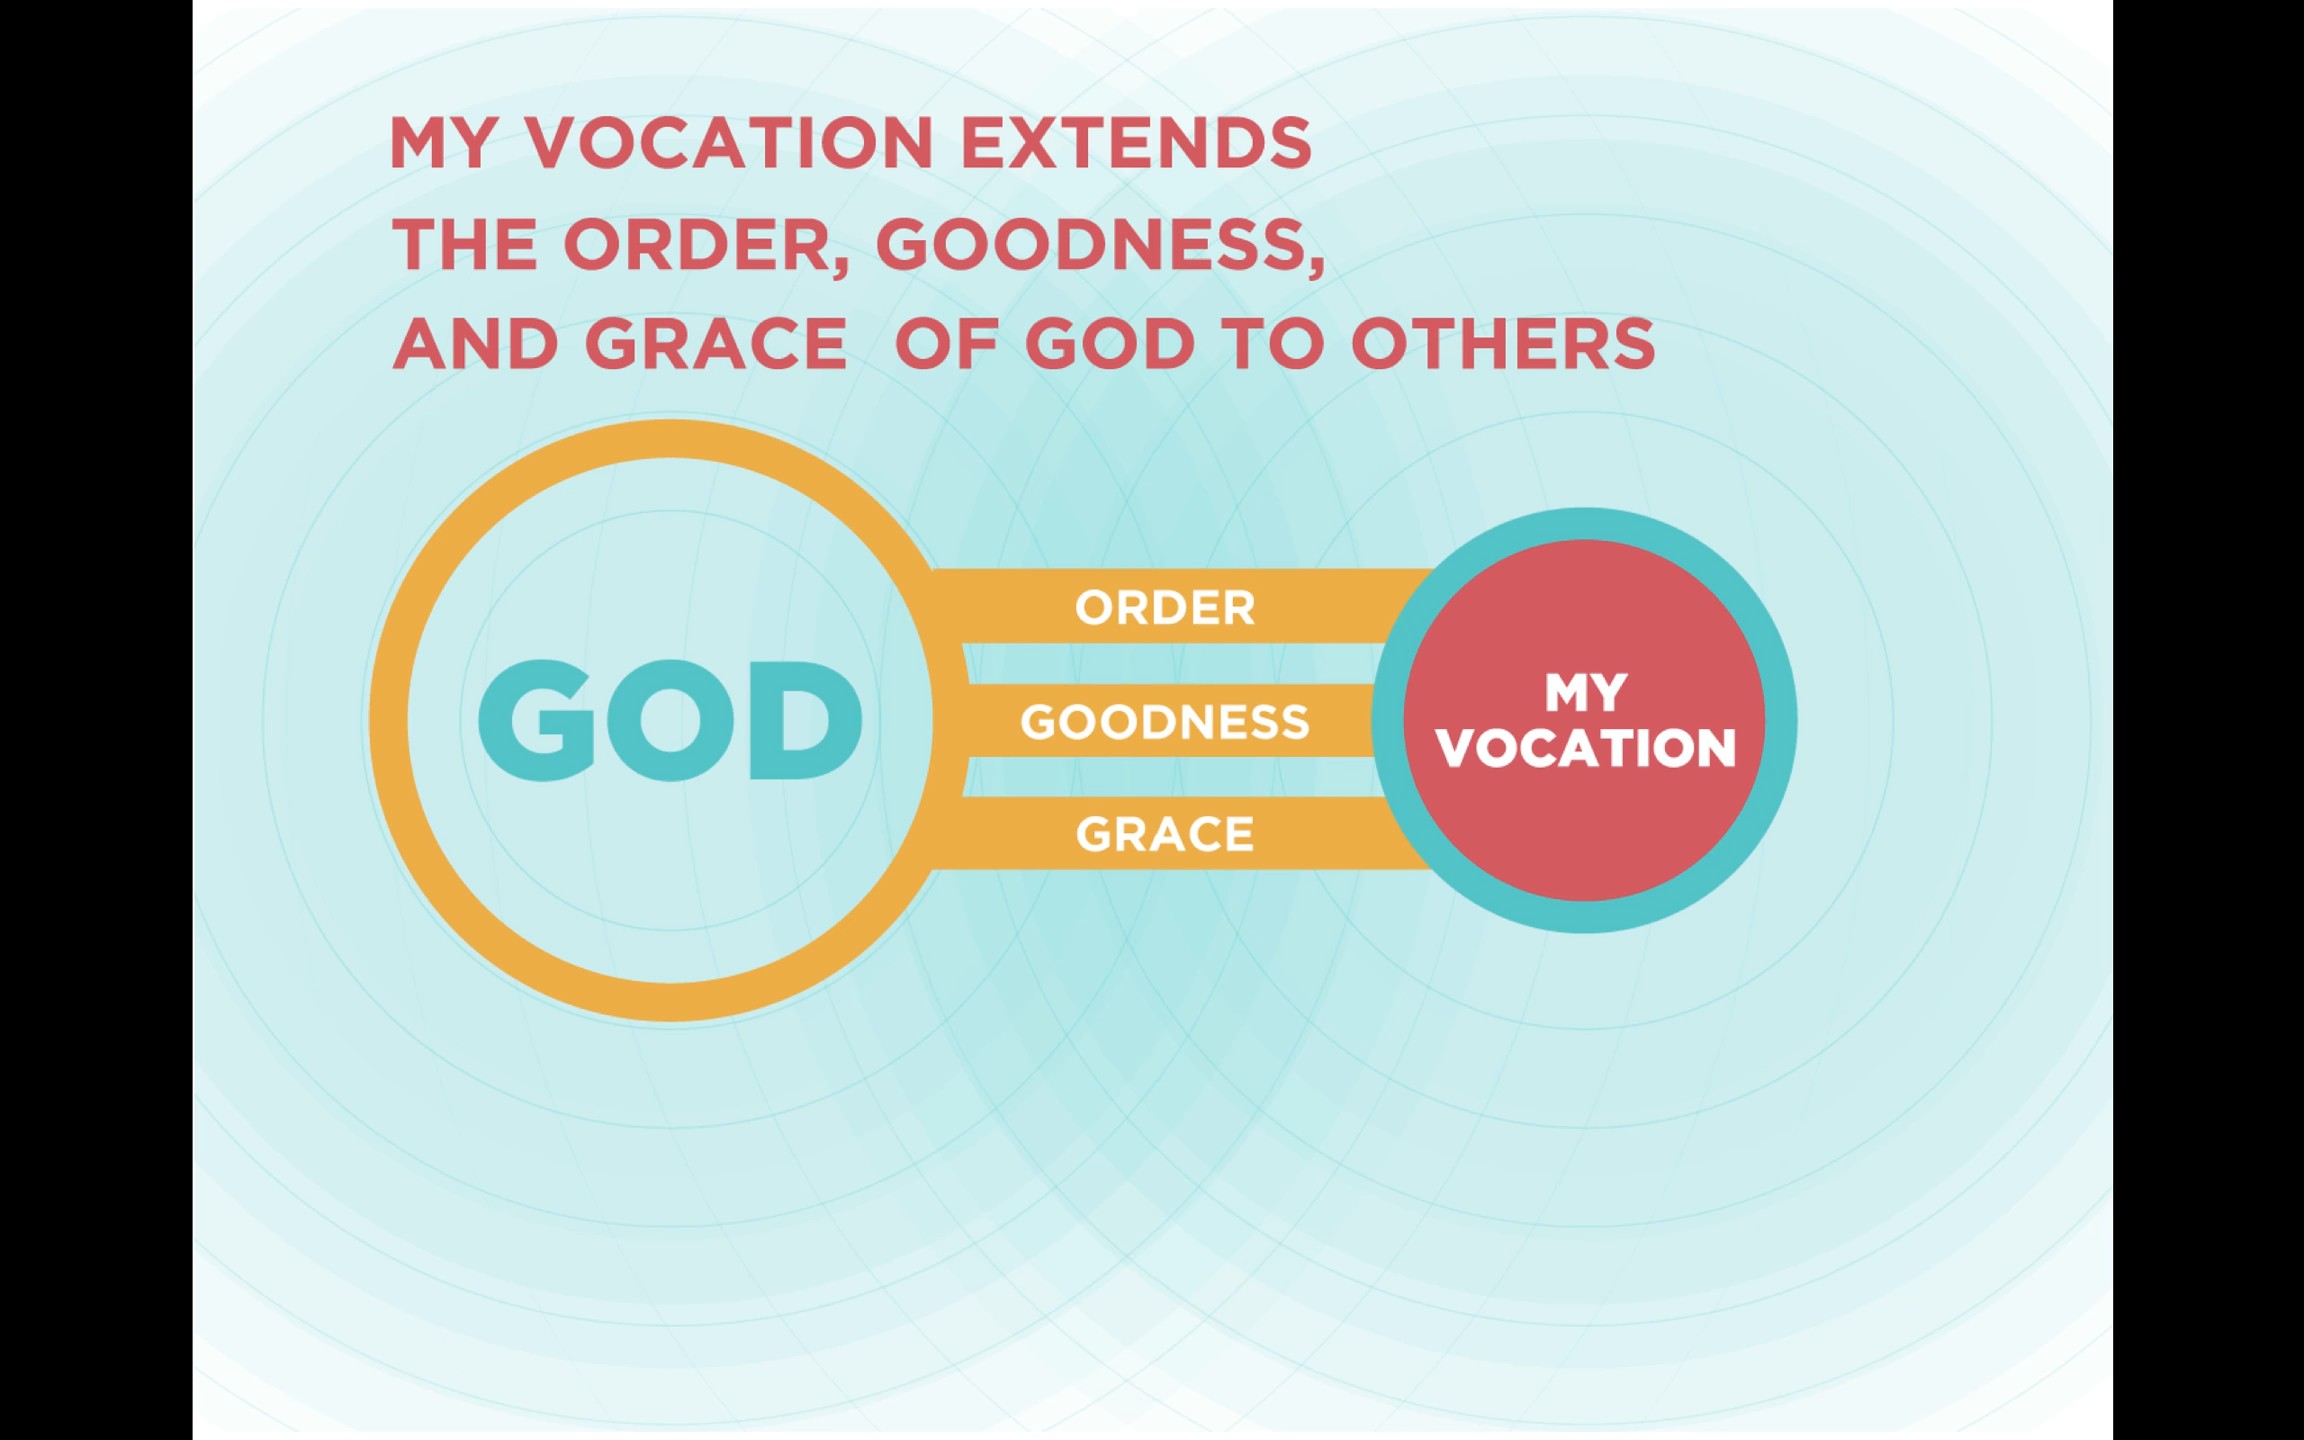 MY VOCATION EXTENDS
THE ORDER, GOODNESS,
AND GRACE OF GOD TO OTHERS
GOD
ORDER
GOODNESS
GRACE
MY
VOCATION